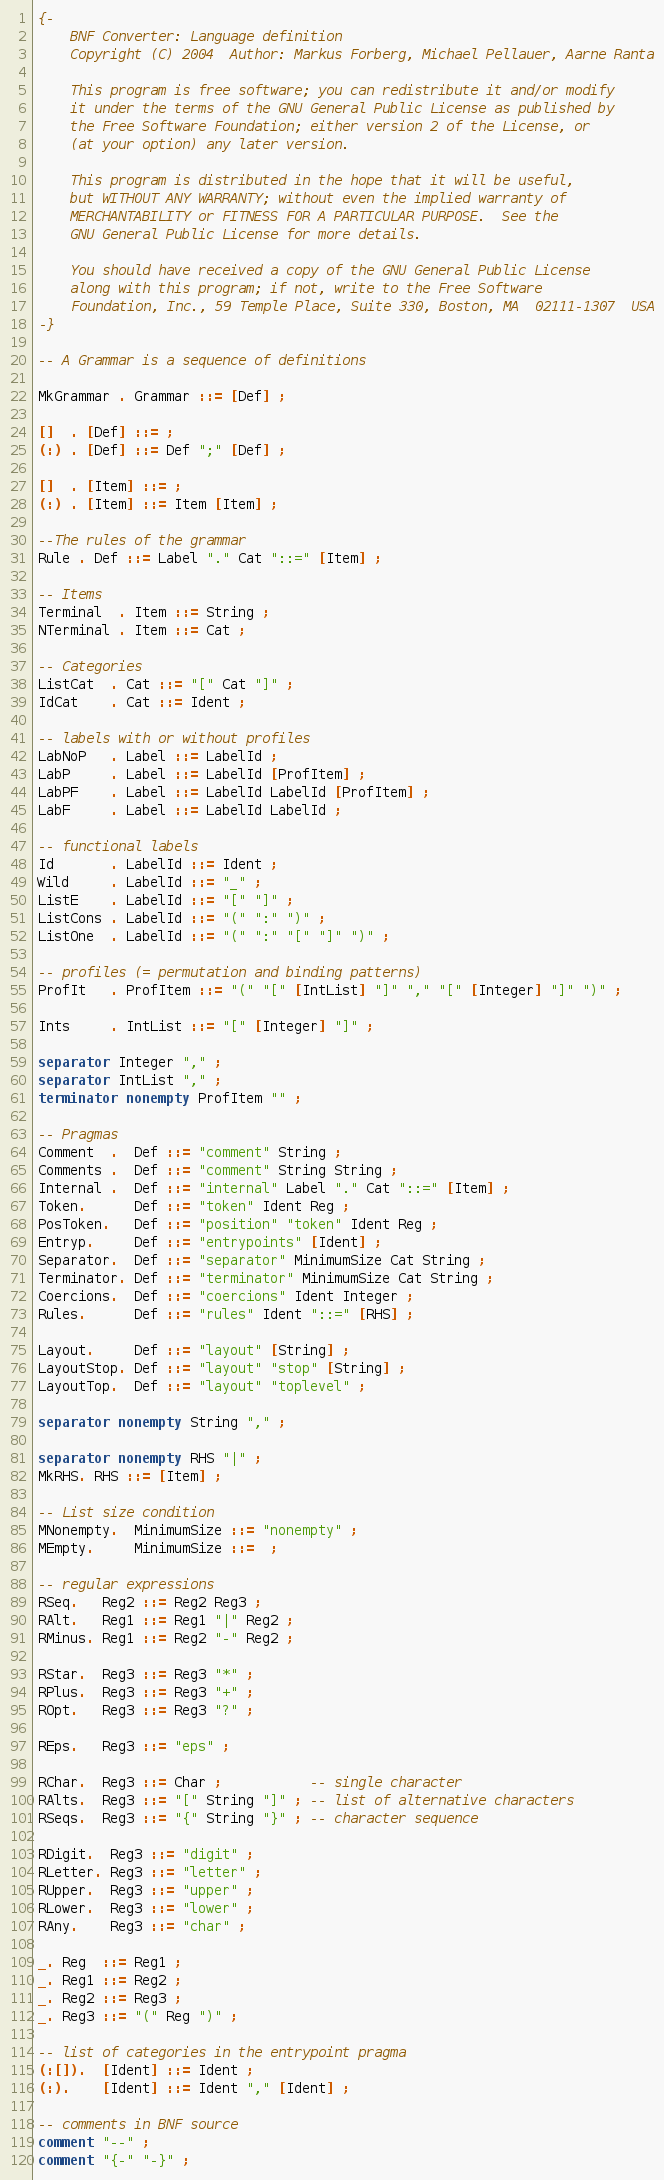 1 {-
2     BNF Converter: Language definition
3     Copyright (C) 2004  Author: Markus Forberg, Michael Pellauer, Aarne Ranta
4
5     This program is free software; you can redistribute it and/or modify
6     it under the terms of the GNU General Public License as published by
7     the Free Software Foundation; either version 2 of the License, or
8     (at your option) any later version.
9
10     This program is distributed in the hope that it will be useful,
11     but WITHOUT ANY WARRANTY; without even the implied warranty of
12     MERCHANTABILITY or FITNESS FOR A PARTICULAR PURPOSE.  See the
13     GNU General Public License for more details.
14
15     You should have received a copy of the GNU General Public License
16     along with this program; if not, write to the Free Software
17     Foundation, Inc., 59 Temple Place, Suite 330, Boston, MA  02111-1307  USA
18 -}
19
20 -- A Grammar is a sequence of definitions
21
22 MkGrammar . Grammar ::= [Def] ;
23
24 []  . [Def] ::= ;
25 (:) . [Def] ::= Def ";" [Def] ;
26
27 []  . [Item] ::= ;
28 (:) . [Item] ::= Item [Item] ;
29
30 --The rules of the grammar
31 Rule . Def ::= Label "." Cat "::=" [Item] ;
32
33 -- Items
34 Terminal  . Item ::= String ;
35 NTerminal . Item ::= Cat ;
36
37 -- Categories
38 ListCat  . Cat ::= "[" Cat "]" ;
39 IdCat    . Cat ::= Ident ;
40
41 -- labels with or without profiles
42 LabNoP   . Label ::= LabelId ;
43 LabP     . Label ::= LabelId [ProfItem] ;
44 LabPF    . Label ::= LabelId LabelId [ProfItem] ;
45 LabF     . Label ::= LabelId LabelId ;
46
47 -- functional labels
48 Id       . LabelId ::= Ident ;
49 Wild     . LabelId ::= "_" ;
50 ListE    . LabelId ::= "[" "]" ;
51 ListCons . LabelId ::= "(" ":" ")" ;
52 ListOne  . LabelId ::= "(" ":" "[" "]" ")" ;
53
54 -- profiles (= permutation and binding patterns)
55 ProfIt   . ProfItem ::= "(" "[" [IntList] "]" "," "[" [Integer] "]" ")" ;
56
57 Ints     . IntList ::= "[" [Integer] "]" ;
58
59 separator Integer "," ;
60 separator IntList "," ;
61 terminator nonempty ProfItem "" ;
62
63 -- Pragmas
64 Comment  .  Def ::= "comment" String ;
65 Comments .  Def ::= "comment" String String ;
66 Internal .  Def ::= "internal" Label "." Cat "::=" [Item] ;
67 Token.      Def ::= "token" Ident Reg ;
68 PosToken.   Def ::= "position" "token" Ident Reg ;
69 Entryp.     Def ::= "entrypoints" [Ident] ;
70 Separator.  Def ::= "separator" MinimumSize Cat String ;
71 Terminator. Def ::= "terminator" MinimumSize Cat String ;
72 Coercions.  Def ::= "coercions" Ident Integer ;
73 Rules.      Def ::= "rules" Ident "::=" [RHS] ;
74
75 Layout.     Def ::= "layout" [String] ;
76 LayoutStop. Def ::= "layout" "stop" [String] ;
77 LayoutTop.  Def ::= "layout" "toplevel" ;
78
79 separator nonempty String "," ;
80
81 separator nonempty RHS "|" ;
82 MkRHS. RHS ::= [Item] ;
83
84 -- List size condition
85 MNonempty.  MinimumSize ::= "nonempty" ;
86 MEmpty.     MinimumSize ::=  ;
87
88 -- regular expressions
89 RSeq.   Reg2 ::= Reg2 Reg3 ;
90 RAlt.   Reg1 ::= Reg1 "|" Reg2 ;
91 RMinus. Reg1 ::= Reg2 "-" Reg2 ;
92
93 RStar.  Reg3 ::= Reg3 "*" ;
94 RPlus.  Reg3 ::= Reg3 "+" ;
95 ROpt.   Reg3 ::= Reg3 "?" ;
96
97 REps.   Reg3 ::= "eps" ;
98
99 RChar.  Reg3 ::= Char ;           -- single character
100 RAlts.  Reg3 ::= "[" String "]" ; -- list of alternative characters
101 RSeqs.  Reg3 ::= "{" String "}" ; -- character sequence
102
103 RDigit.  Reg3 ::= "digit" ;
104 RLetter. Reg3 ::= "letter" ;
105 RUpper.  Reg3 ::= "upper" ;
106 RLower.  Reg3 ::= "lower" ;
107 RAny.    Reg3 ::= "char" ;
108
109 _. Reg  ::= Reg1 ;
110 _. Reg1 ::= Reg2 ;
111 _. Reg2 ::= Reg3 ;
112 _. Reg3 ::= "(" Reg ")" ;
113
114 -- list of categories in the entrypoint pragma
115 (:[]).  [Ident] ::= Ident ;
116 (:).    [Ident] ::= Ident "," [Ident] ;
117
118 -- comments in BNF source
119 comment "--" ;
120 comment "{-" "-}" ;